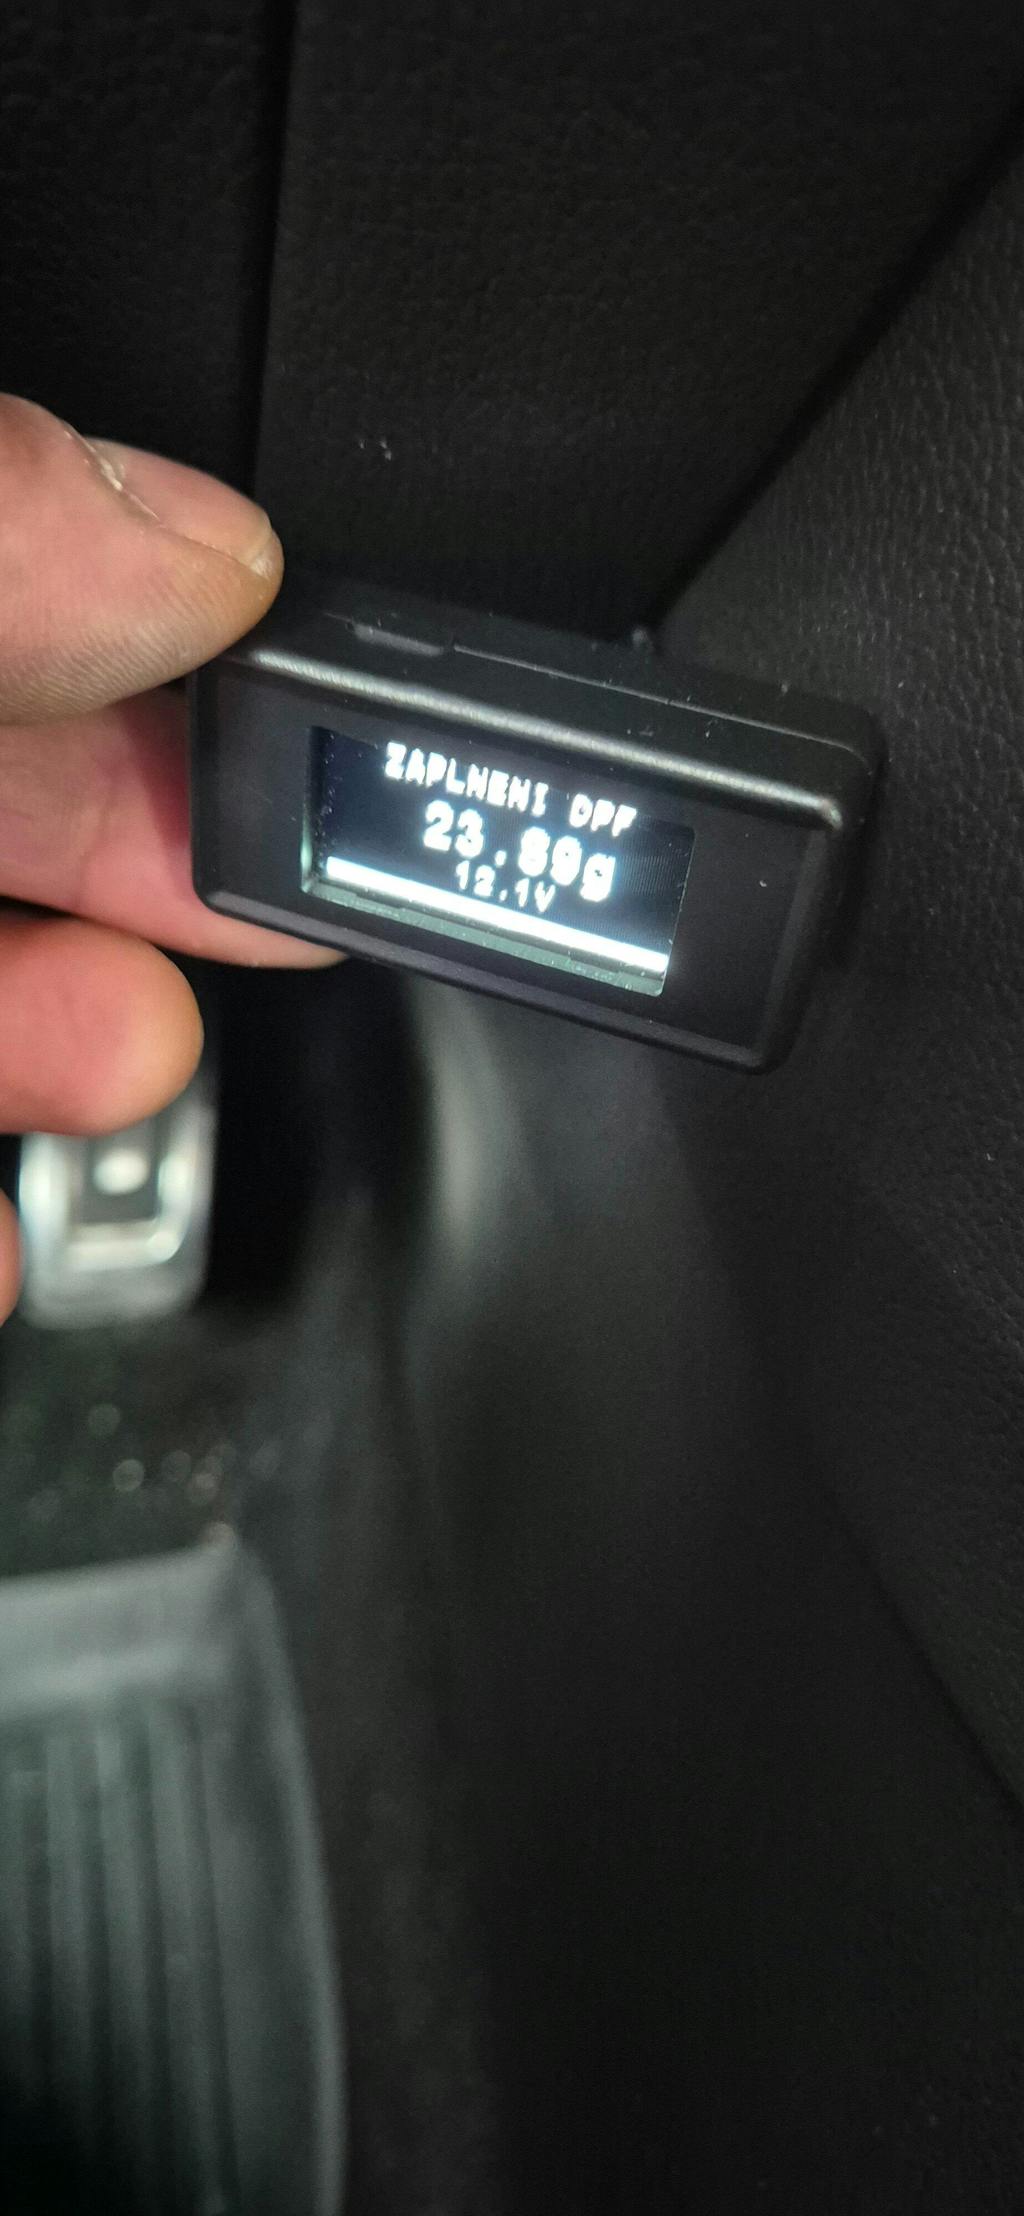 ZAPLNENI DPF
23.89g
12.1V